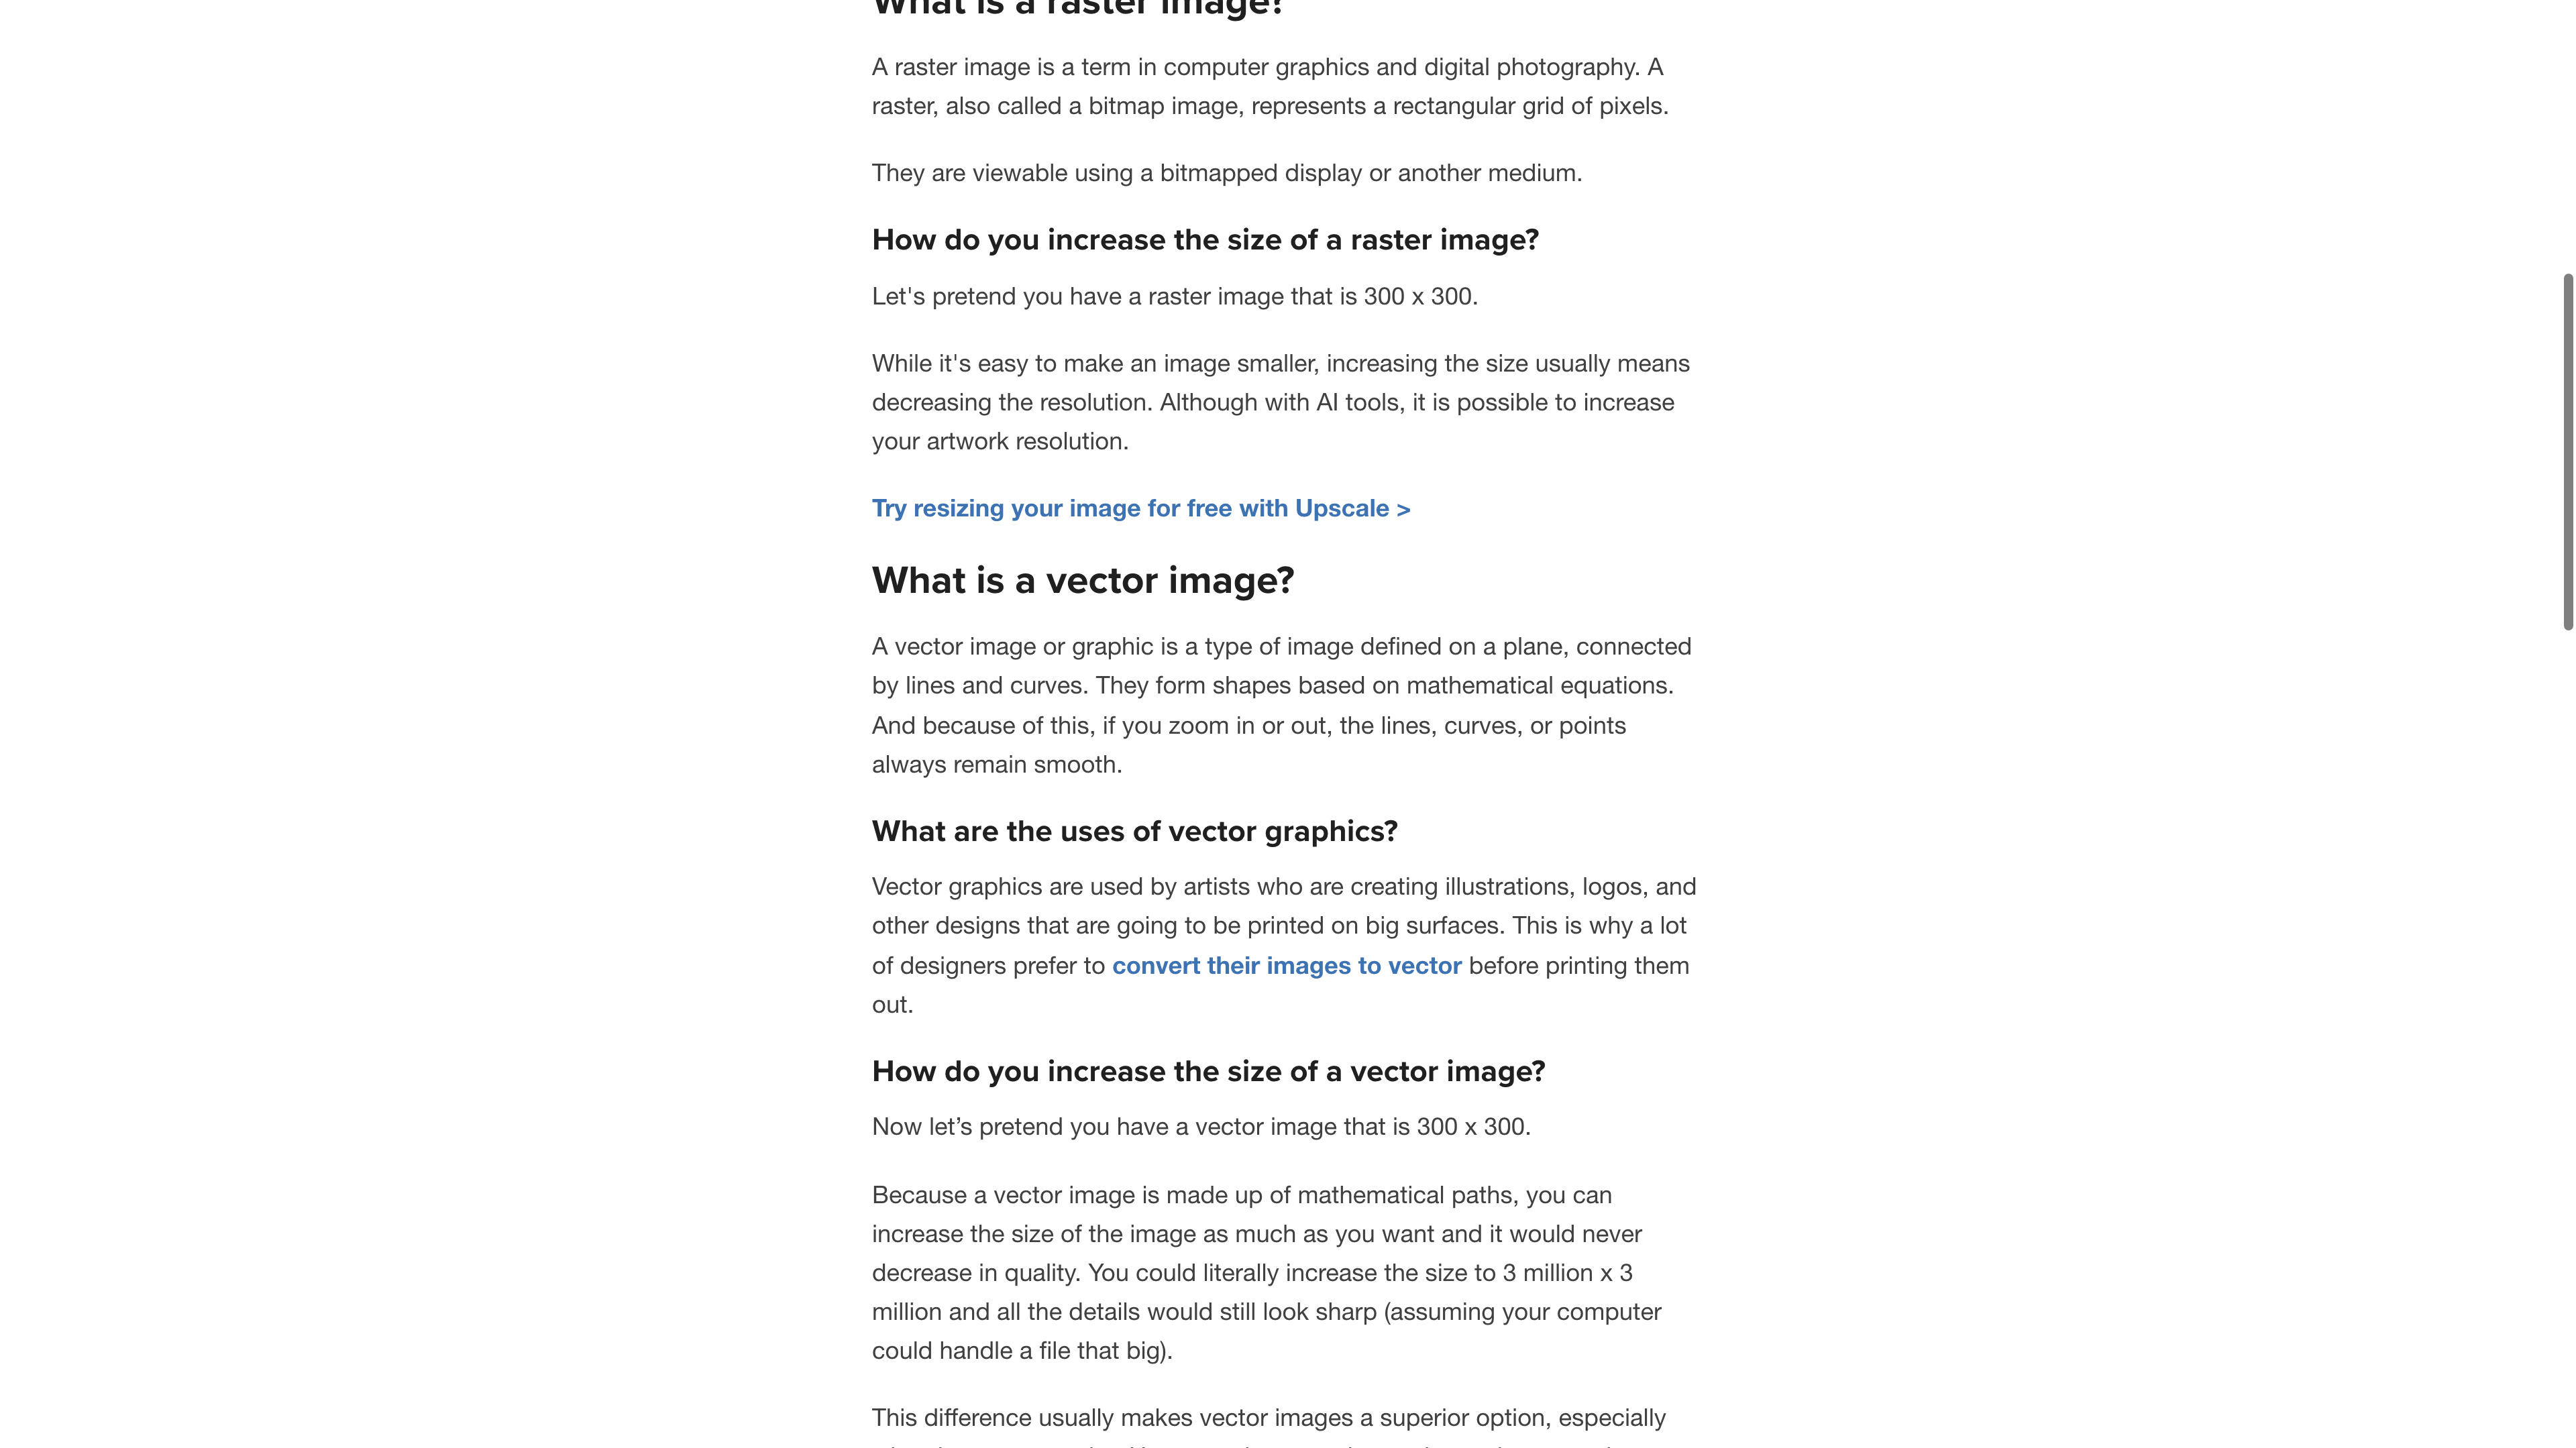 What is a raster image?
A raster image is a term in computer graphics and digital photography. A
raster, also called a bitmap image, represents a rectangular grid of pixels.
They are viewable using a bitmapped display or another medium.
How do you increase the size of a raster image?
Let's pretend you have a raster image that is 300 x 300.
While it's easy to make an image smaller, increasing the size usually means
decreasing the resolution. Although with AI tools, it is possible to increase
your artwork resolution.
Try resizing your image for free with Upscale >
What is a vector image?
A vector image or graphic is a type of image defined on a plane, connected
by lines and curves. They form shapes based on mathematical equations.
And because of this, if you zoom in or out, the lines, curves, or points
always remain smooth.
What are the uses of vector graphics?
Vector graphics are used by artists who are creating illustrations, logos, and
other designs that are going to be printed on big surfaces. This is why a lot
of designers prefer to convert their images to vector before printing them
out.
How do you increase the size of a vector image?
Now let’s pretend you have a vector image that is 300 x 300.
Because a vector image is made up of mathematical paths, you can
increase the size of the image as much as you want and it would never
decrease in quality. You could literally increase the size to 3 million x 3
million and all the details would still look sharp (assuming your computer
could handle a file that big).
This difference usually makes vector images a superior option, especially